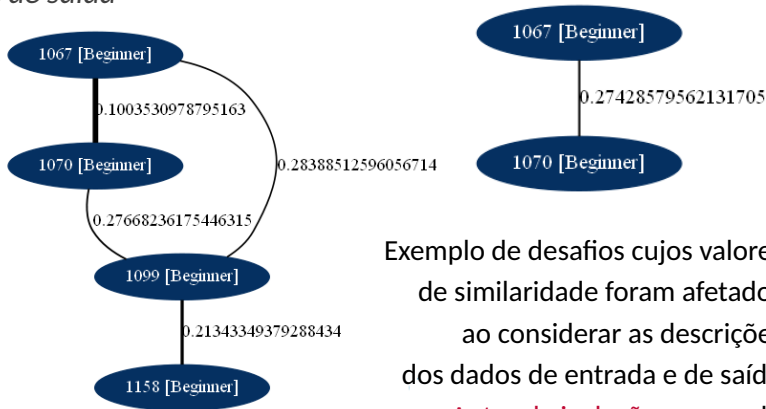 1067 [Beginner]
0.1003530978795163
1070 [Beginner]
0.28388512596056714
0.27668236175446315
1099 [Beginner]
0.21343349379288434
1158 [Beginner]
1067 [Beginner]
0.27428579562131705
1070 [Beginner]
Exemplo de desafios cujos valore
de similaridade foram afetado
ao considerar as descriçõe
dos dados de entrada e de saíd